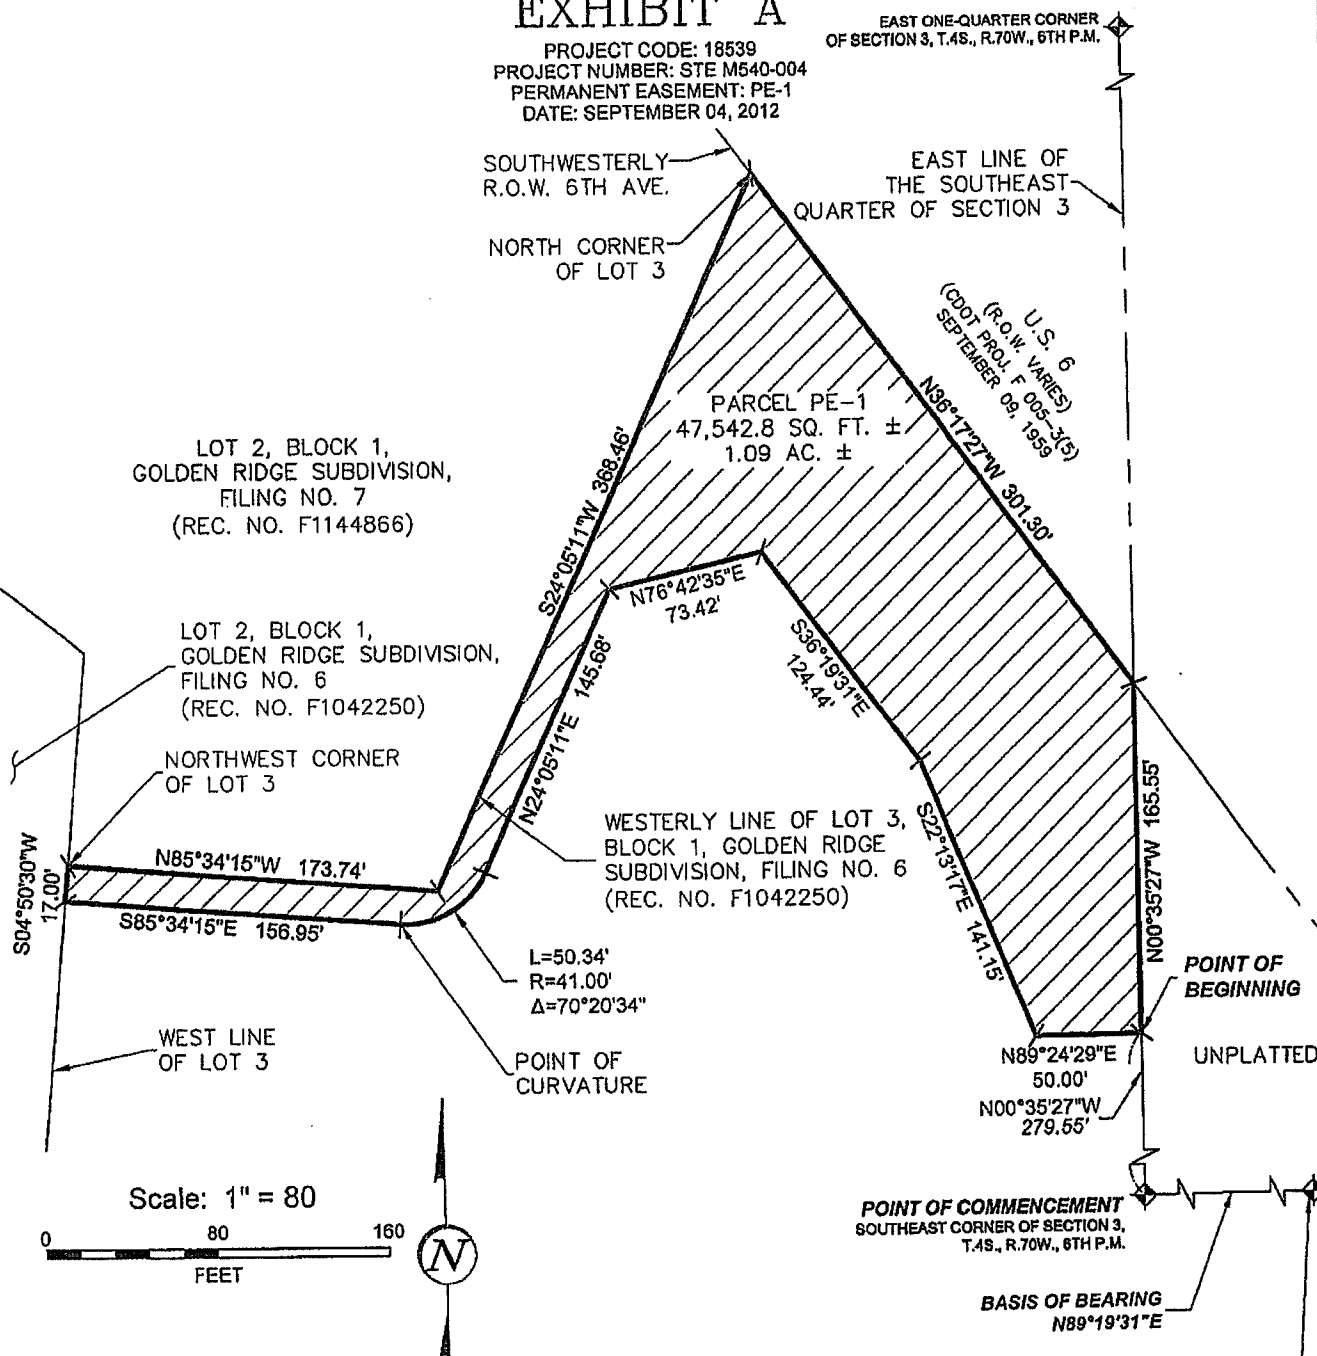 EXHIBIT A
PROJECT CODE: 18539
PROJECT NUMBER: STE M540-004
PERMANENT EASEMENT: PE-1
DATE: SEPTEMBER 04, 2012
EAST ONE-QUARTER CORNER
OF SECTION 3, T.4S., R.70W., 6TH P.M.
SOUTHWESTERLY
R.O.W. 6TH AVE.
EAST LINE OF
THE SOUTHEAST
QUARTER OF SECTION 3
NORTH CORNER
OF LOT 3
U.S. 6
(R.O.W. VARIES)
(CDOT PROJ. F 005-3(5)
SEPTEMBER 09, 1959
N36°17'27"W 301.30'
PARCEL PE-1
47,542.8 SQ. FT. ±
1.09 AC. ±
LOT 2, BLOCK 1,
GOLDEN RIDGE SUBDIVISION,
FILING NO. 7
(REC. NO. F1144866)
S24°05'11"W 368.46'
N76°42'35"E
73.42'
S36°19'31"E
124.44'
LOT 2, BLOCK 1,
GOLDEN RIDGE SUBDIVISION,
FILING NO. 6
(REC. NO. F1042250)
N24°05'11"E 145.68'
NORTHWEST CORNER
OF LOT 3
WESTERLY LINE OF LOT 3,
BLOCK 1, GOLDEN RIDGE
SUBDIVISION, FILING NO. 6
(REC. NO. F1042250)
S22°13'17"E 141.15'
N00°35'27"W 165.55'
S04°50'30"W
17.00'
N85°34'15"W 173.74'
S85°34'15"E 156.95'
L=50.34'
R=41.00'
Δ=70°20'34"
POINT OF
BEGINNING
WEST LINE
OF LOT 3
POINT OF
CURVATURE
N89°24'29"E
50.00'
UNPLATTED
N00°35'27"W
279.55'
Scale: 1" = 80
0 80 160
FEET
N
POINT OF COMMENCEMENT
SOUTHEAST CORNER OF SECTION 3,
T.4S., R.70W., 6TH P.M.
BASIS OF BEARING
N89°19'31"E